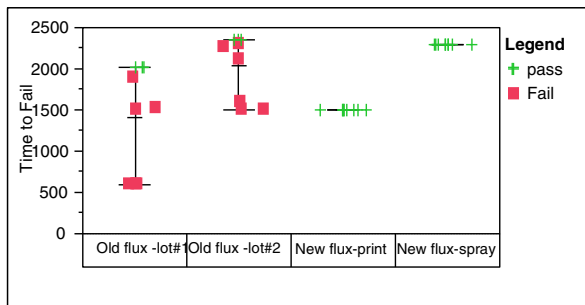 Time to Fail
2500
2000
1500
1000
500
0
Old flux -lot#1
Old flux -lot#2
New flux-print
New flux-spray
Legend
pass
Fail